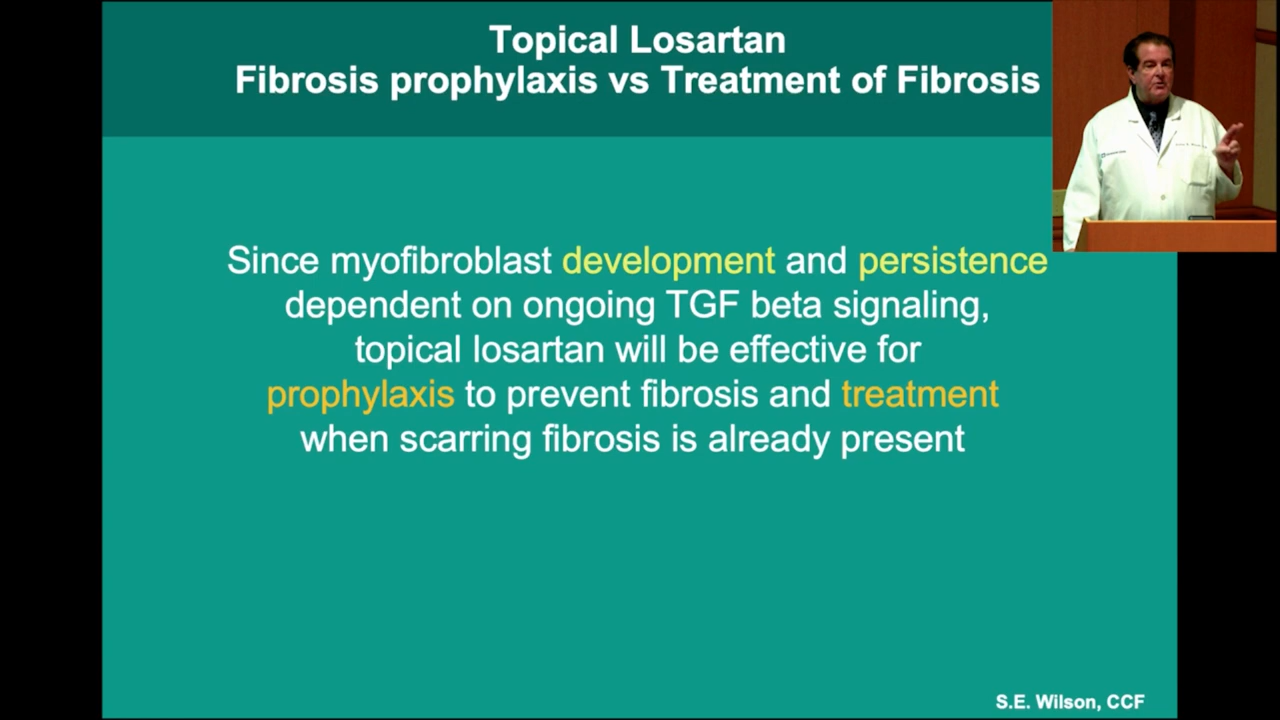 Topical Losartan
Fibrosis prophylaxis vs Treatment of Fibrosis
Since myofibroblast development and persistence
dependent on ongoing TGF beta signaling,
topical losartan will be effective for
prophylaxis to prevent fibrosis and treatment
when scarring fibrosis is already present
S.E. Wilson, CCF